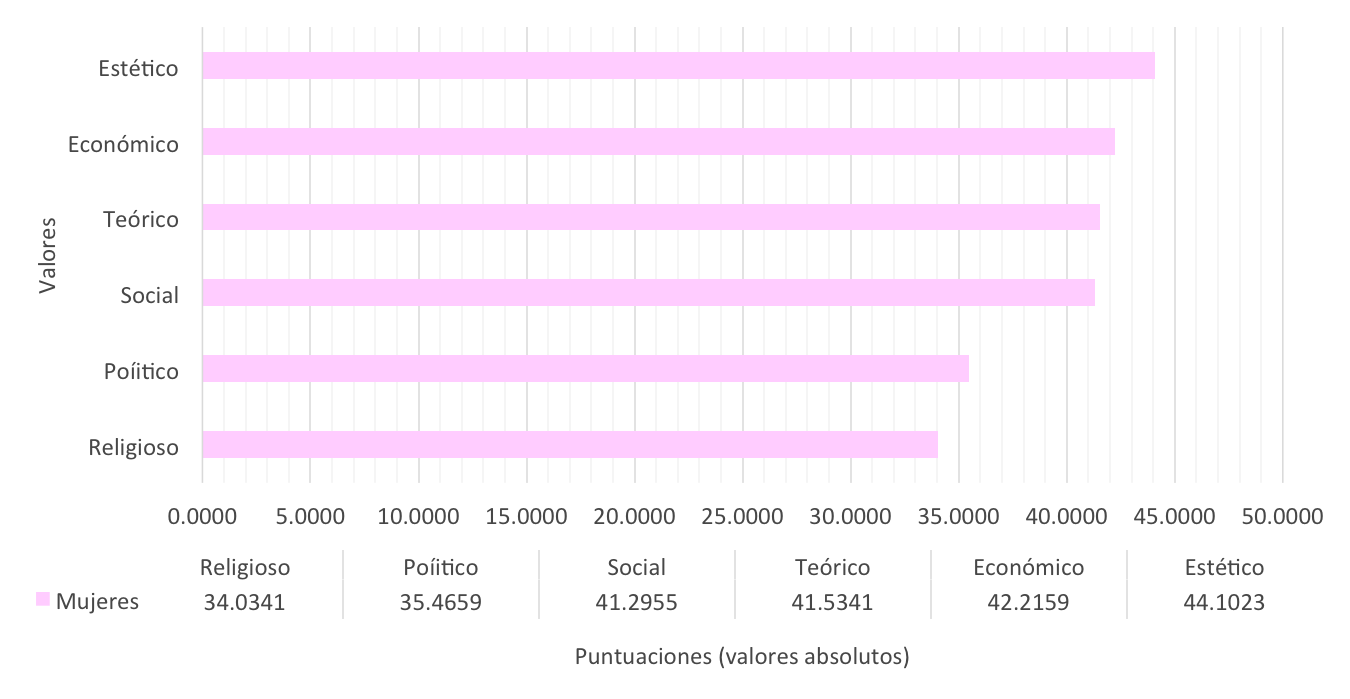 Valores
Estético
Económico
Teórico
Social
Poíitico
Religioso
0.0000 5.0000 10.0000 15.0000 20.0000 25.0000 30.0000 35.0000 40.0000 45.0000 50.0000
Religioso Poíitico Social Teórico Económico Estético
Mujeres 34.0341 35.4659 41.2955 41.5341 42.2159 44.1023
Puntuaciones (valores absolutos)